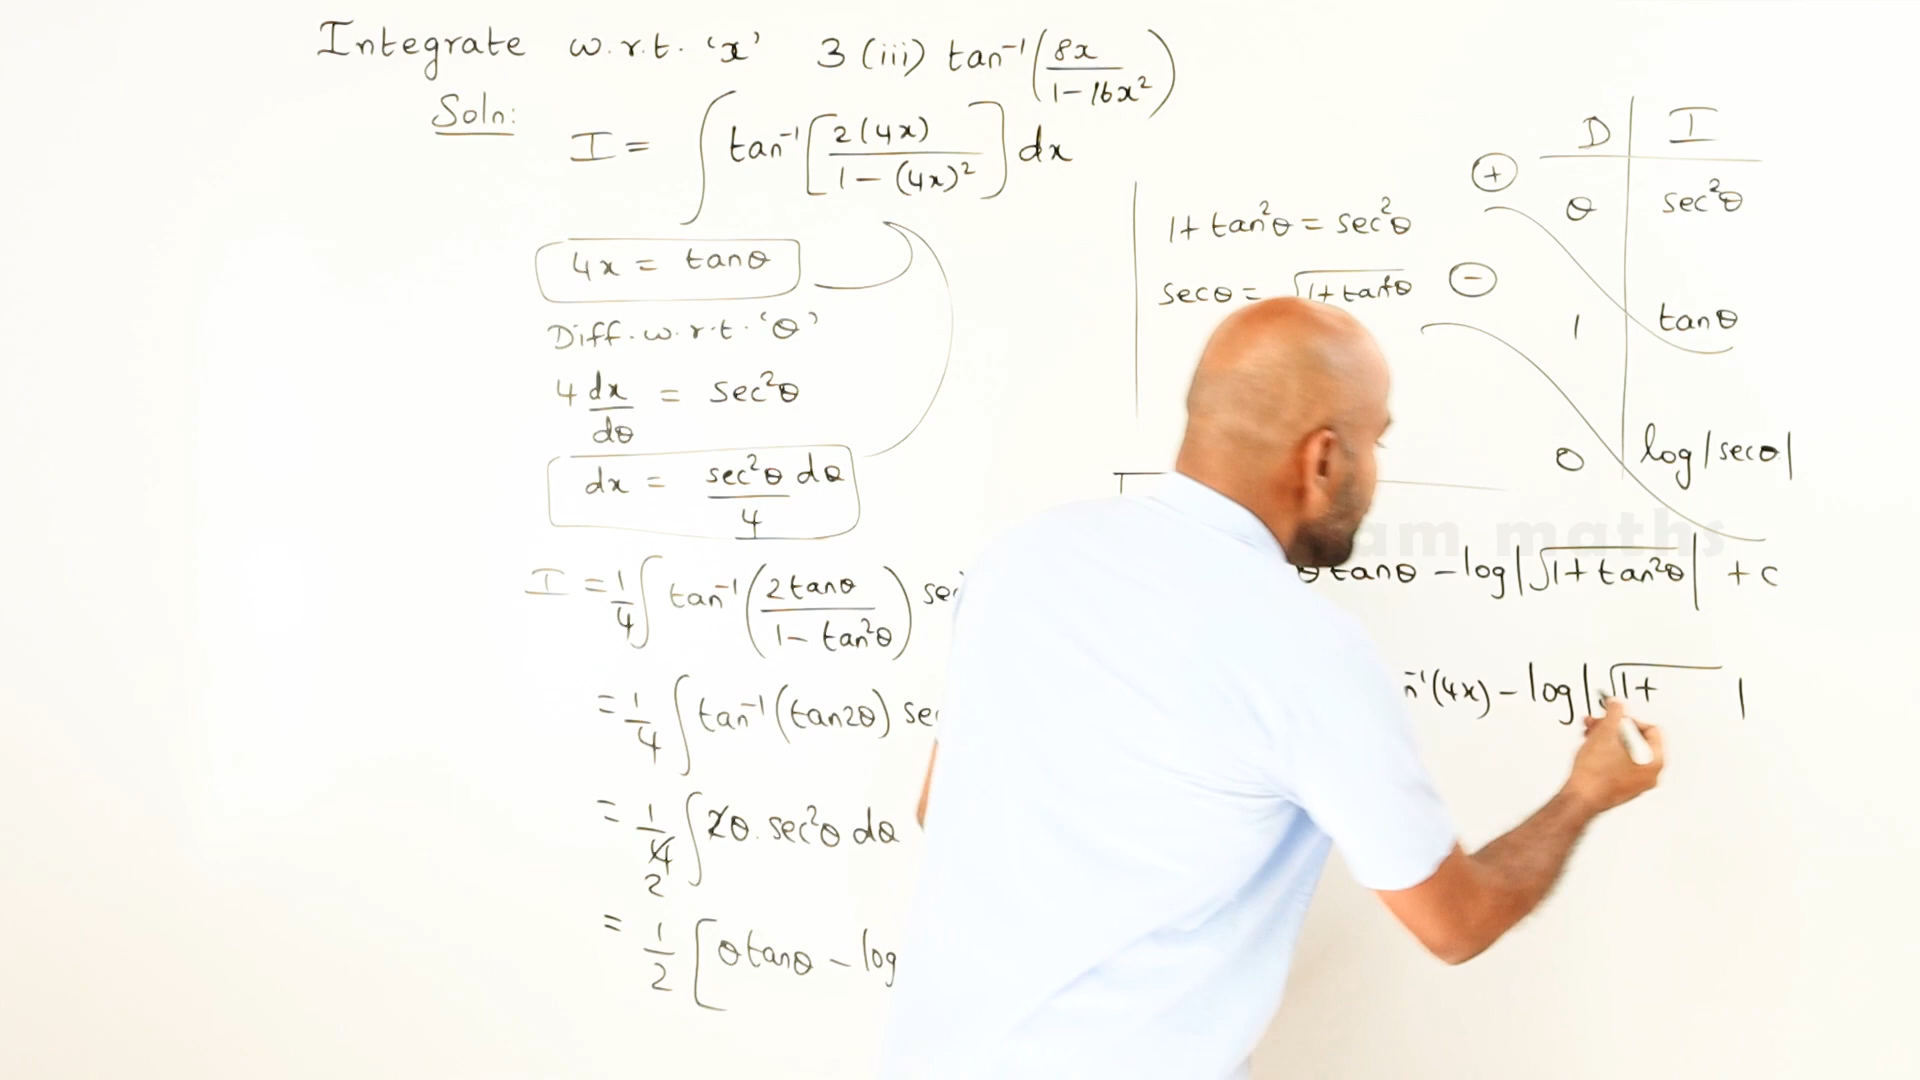 Integrate w.r.t. 'x' 3 (iii) tan⁻¹(8x/1-16x²)
Soln:
I = ∫ tan⁻¹[2(4x)/1-(4x)²] dx
4x = tanθ
Diff. w.r.t. 'θ'
4 dx/dθ = sec²θ
dx = sec²θ dθ/4
I = 1/4 ∫ tan⁻¹(2tanθ/1-tan²θ)
= 1/4 ∫ tan⁻¹(tan2θ)
= 1/4 2 ∫ 2θ. sec²θ dθ
= 1/2 [θtanθ - log
1+tan²θ = sec²θ
secθ = √1+tan²θ
D I
+ θ sec²θ
- 1 tanθ
0 log|secθ|
am maths
θtanθ - log|√1+tan²θ| + c
⁻¹(4x) - log|√1+ |